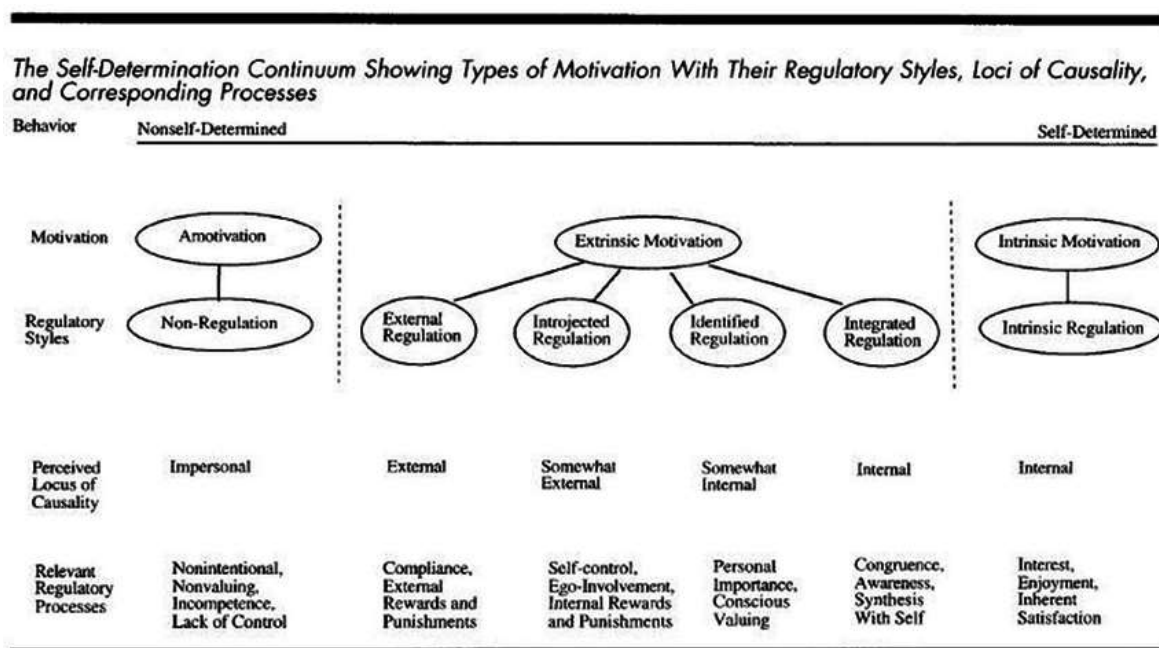 The Self-Determination Continuum Showing Types of Motivation With Their Regulatory Styles, Loci of Causality,
and Corresponding Processes
Behavior Nonself-Determined Self-Determined
Motivation Amotivation Extrinsic Motivation Intrinsic Motivation
Regulatory
Styles
Non-Regulation
External
Regulation
Introjected
Regulation
Identified
Regulation
Integrated
Regulation
Intrinsic Regulation
Perceived
Locus of
Causality
Impersonal
External
Somewhat
External
Somewhat
Internal
Internal
Internal
Relevant
Regulatory
Processes
Nonintentional,
Nonvaluing,
Incompetence,
Lack of Control
Compliance,
External
Rewards and
Punishments
Self-control,
Ego-Involvement,
Internal Rewards
and Punishments
Personal
Importance,
Conscious
Valuing
Congruence,
Awareness,
Synthesis
With Self
Interest,
Enjoyment,
Inherent
Satisfaction